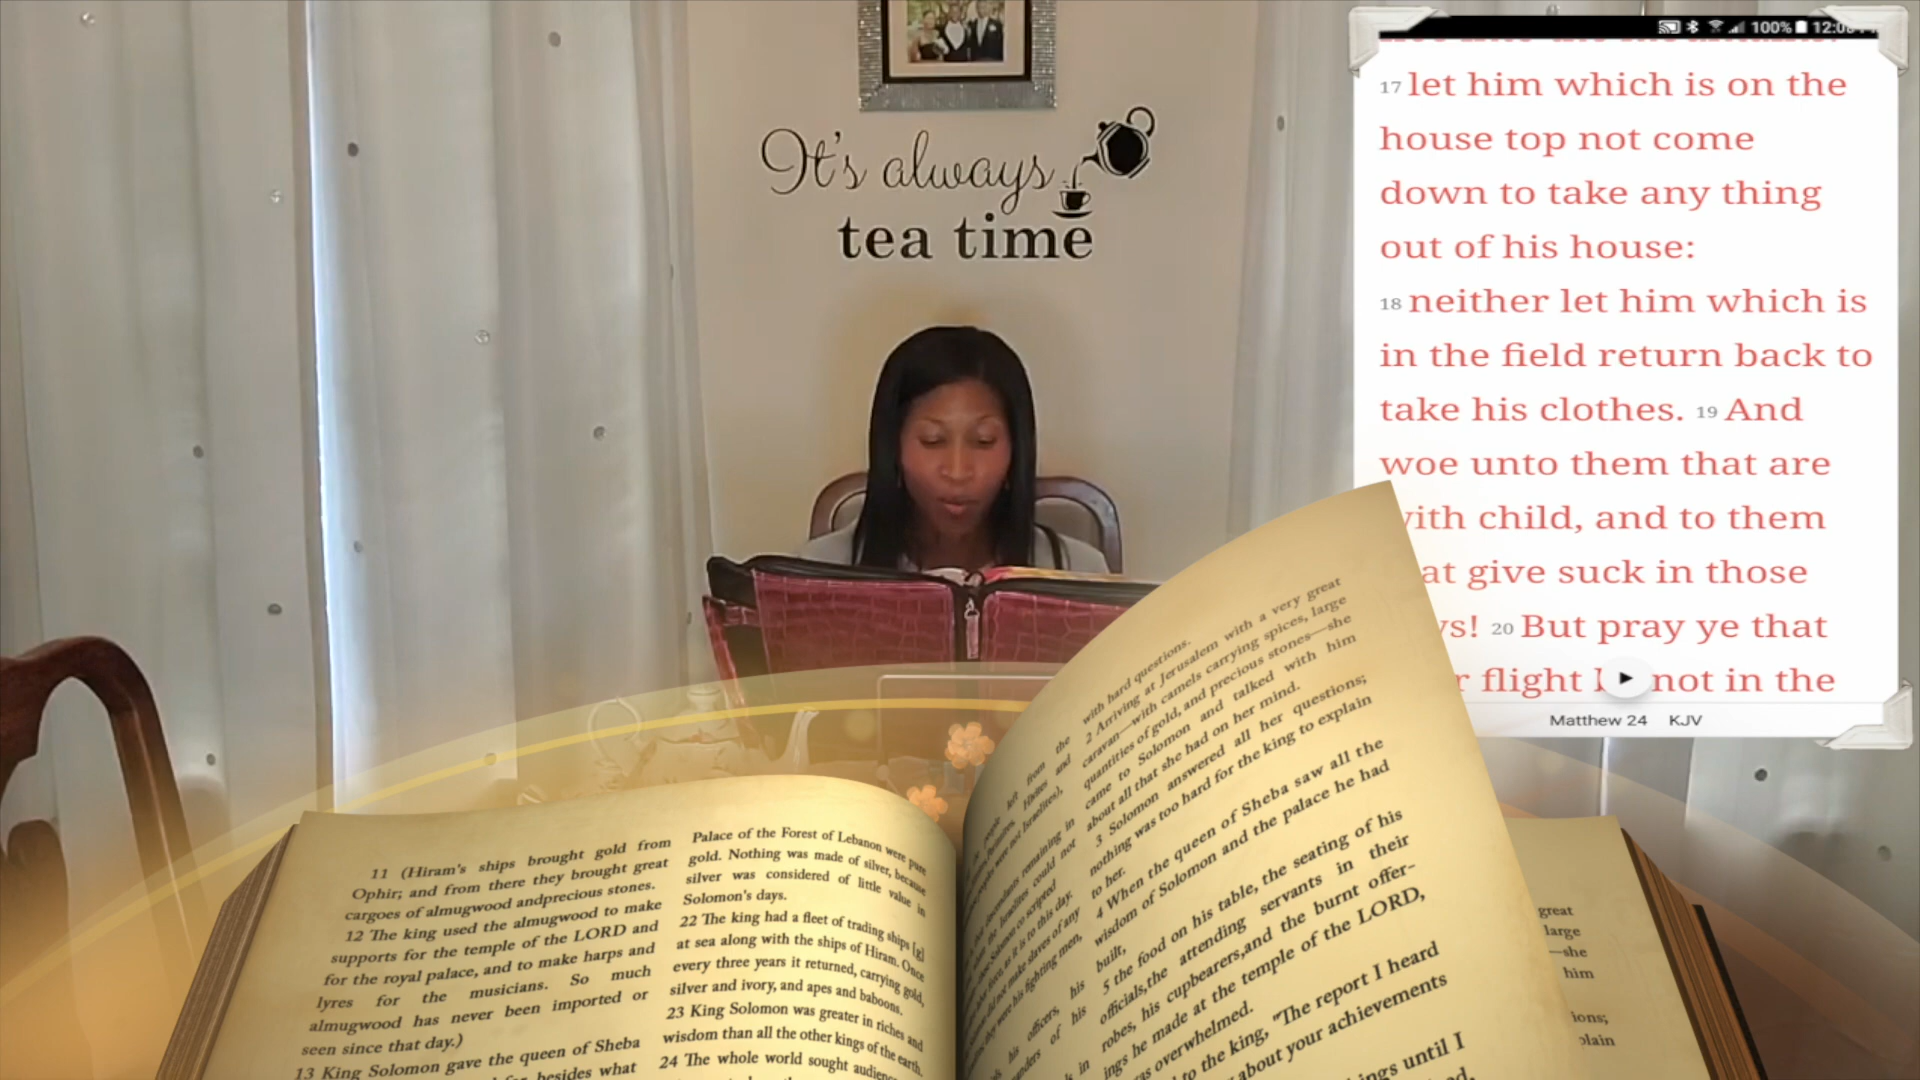 It's always
tea time
100% 12:0
17 let him which is on the
house top not come
down to take any thing
out of his house:
18 neither let him which is
in the field return back to
take his clothes. 19 And
woe unto them that are
with child, and to them
at give suck in those
ys! 20 But pray ye that
r flight not in the
Matthew 24 KJV
11 (Hiram's ships brought gold from
Ophir; and from there they brought great
cargoes of almugwood andprecious stones.
12 The king used the almugwood to make
supports for the temple of the LORD and
for the royal palace, and to make harps and
lyres for the musicians. So much
almugwood has never been imported or
seen since that day.)
13 King Solomon gave the queen of Sheba
besides what
Palace of the Forest of Lebanon were pure
gold. Nothing was made of silver, because
silver was considered of little value in
Solomon's days.
22 The king had a fleet of trading ships [g]
at sea along with the ships of Hiram. Once
every three years it returned, carrying gold,
silver and ivory, and apes and baboons.
23 King Solomon was greater in riches and
wisdom than all the other kings of the earth.
24 The whole world sought audien
with hard questions.
2 Arriving at Jerusalem with a very great
caravan—with camels carrying spices, large
quantities of gold, and precious stones—she
came to Solomon and talked with him
about all that she had on her mind.
3 Solomon answered all her questions;
nothing was too hard for the king to explain
to her.
4 When the queen of Sheba saw all the
wisdom of Solomon and the palace he had
built,
5 the food on his table, the seating of his
officials,the attending servants in their
robes, his cupbearers,and the burnt offer-
ings he made at the temple of the LORD,
as overwhelmed.
to the king, "The report I heard
about your achievements
ings until I
great
large
—she
him
ions;
plain